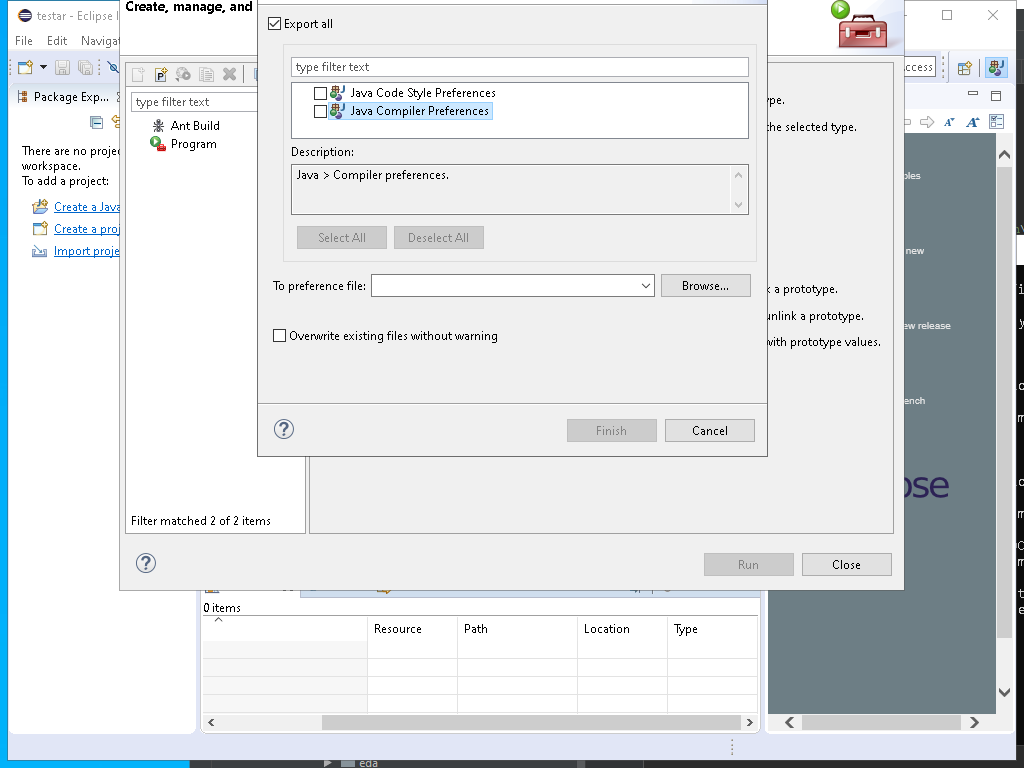 testar - Eclipse I
Create, manage, and
File Edit Navigat
Export all
ccess
type filter text
Package Exp...
type filter text
Java Code Style Preferences
Java Compiler Preferences
ype.
he selected type.
Ant Build
Program
There are no projec
workspace.
To add a project:
Description:
Java > Compiler preferences.
Create a Java
Create a proj
Import proje
Select All Deselect All
new
To preference file: Browse...
k a prototype.
unlink a prototype.
Overwrite existing files without warning
with prototype values.
ew release
ench
Finish Cancel
ose
Filter matched 2 of 2 items
Run Close
0 items
Resource Path Location Type
eda